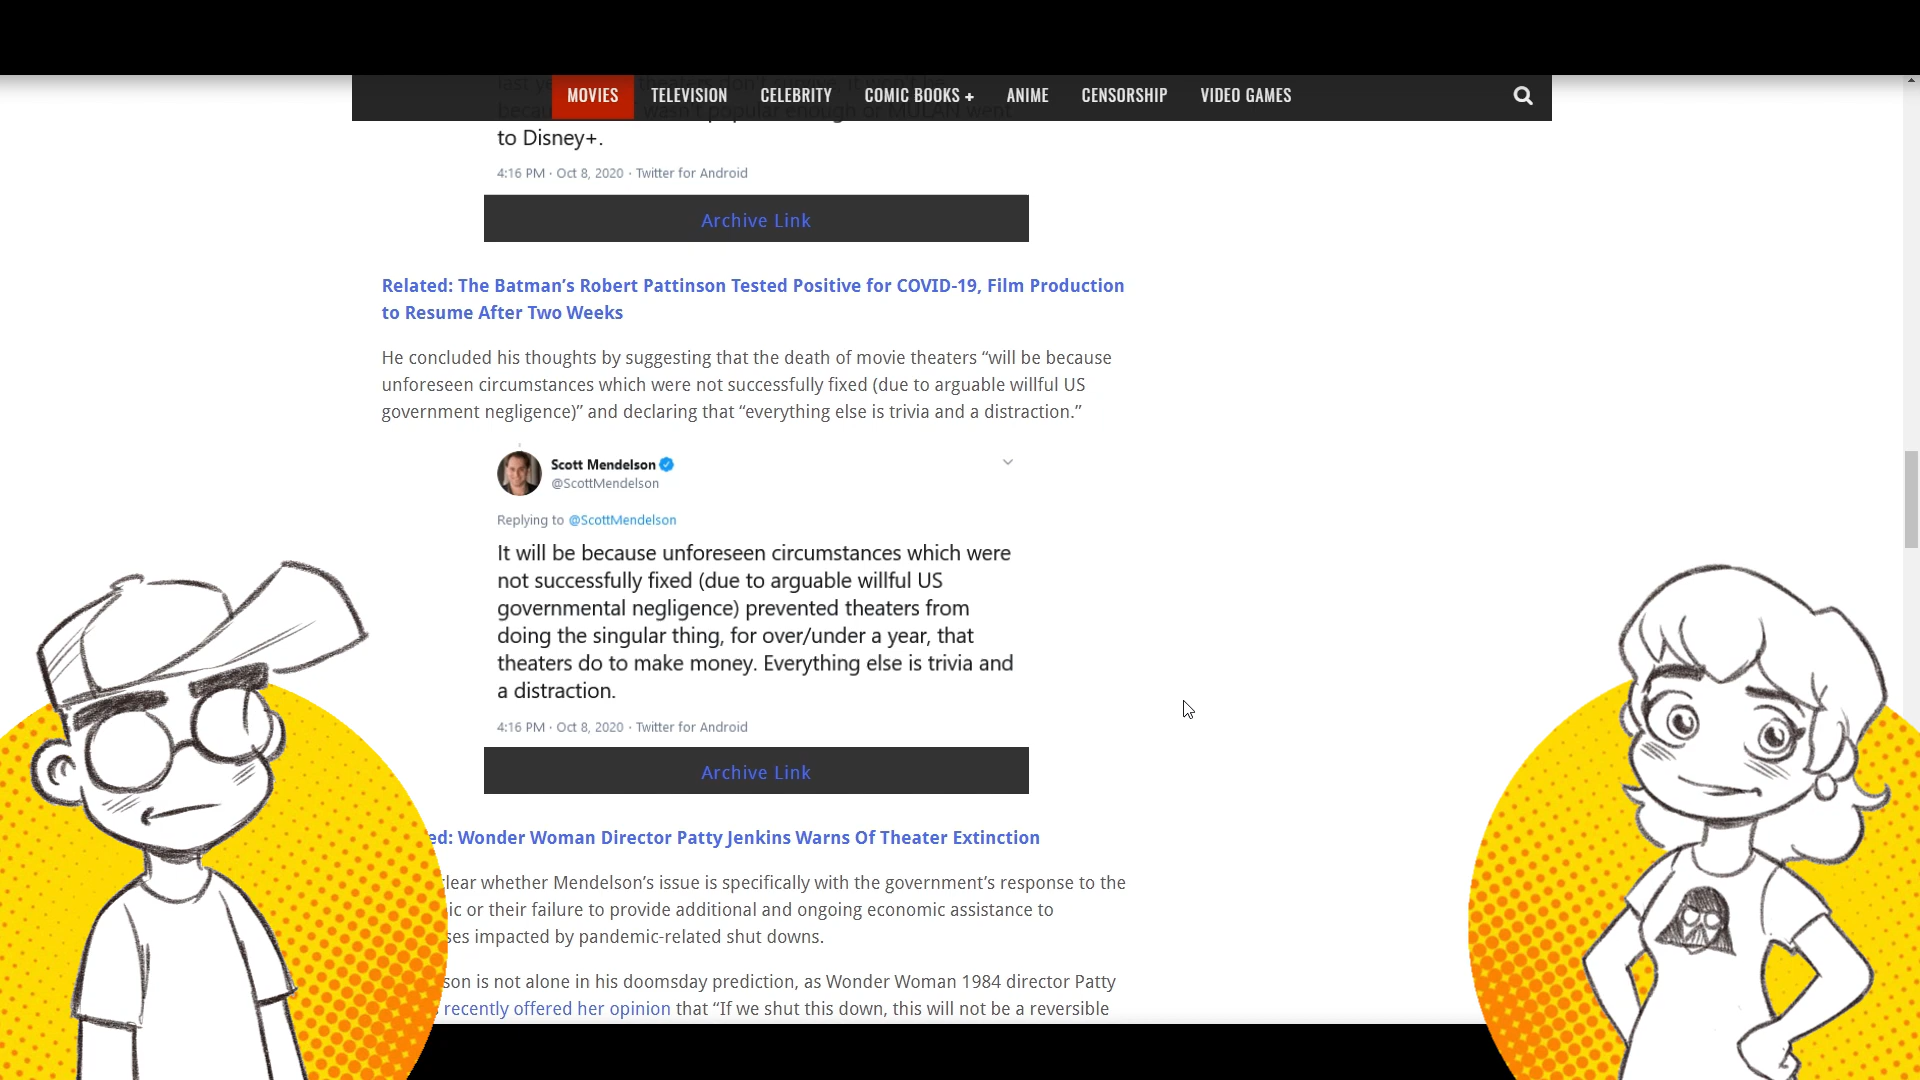 MOVIES TELEVISION CELEBRITY COMIC BOOKS + ANIME CENSORSHIP VIDEO GAMES
to Disney+.
4:16 PM · Oct 8, 2020 · Twitter for Android
Archive Link
Related: The Batman’s Robert Pattinson Tested Positive for COVID-19, Film Production
to Resume After Two Weeks
He concluded his thoughts by suggesting that the death of movie theaters “will be because
unforeseen circumstances which were not successfully fixed (due to arguable willful US
government negligence)” and declaring that “everything else is trivia and a distraction.”
Scott Mendelson
@ScottMendelson
Replying to @ScottMendelson
It will be because unforeseen circumstances which were
not successfully fixed (due to arguable willful US
governmental negligence) prevented theaters from
doing the singular thing, for over/under a year, that
theaters do to make money. Everything else is trivia and
a distraction.
4:16 PM · Oct 8, 2020 · Twitter for Android
Archive Link
ed: Wonder Woman Director Patty Jenkins Warns Of Theater Extinction
lear whether Mendelson’s issue is specifically with the government’s response to the
ic or their failure to provide additional and ongoing economic assistance to
ses impacted by pandemic-related shut downs.
son is not alone in his doomsday prediction, as Wonder Woman 1984 director Patty
recently offered her opinion that “If we shut this down, this will not be a reversible